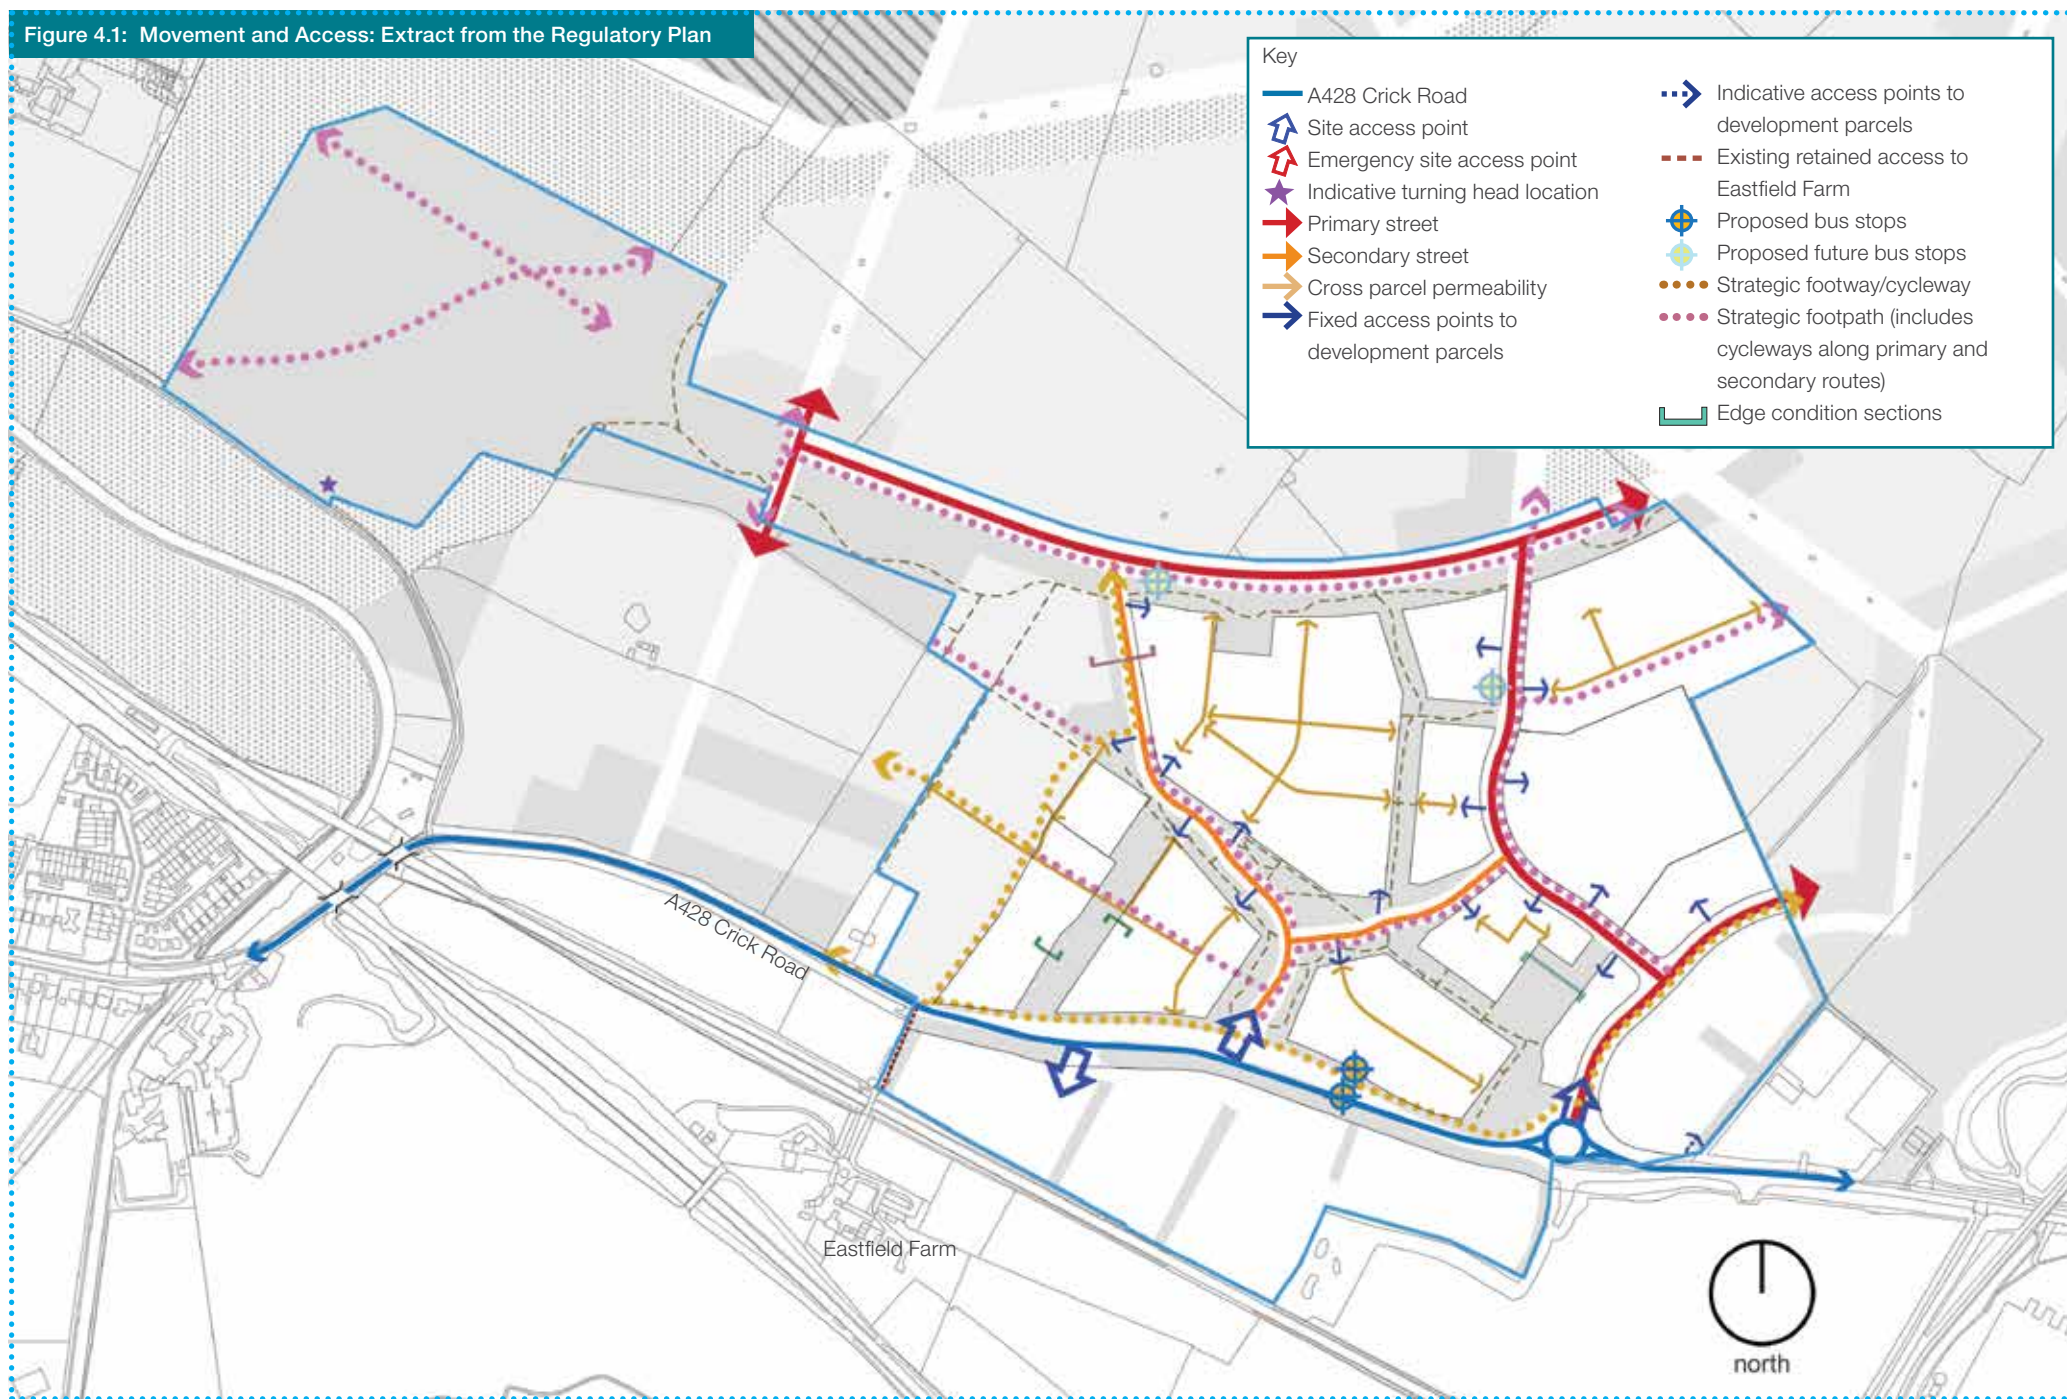 Figure 4.1:  Movement and Access: Extract from the Regulatory Plan
Key
A428 Crick Road
Site access point
Emergency site access point
Indicative turning head location
Primary street
Secondary street
Cross parcel permeability
Fixed access points to
development parcels
Indicative access points to
development parcels
Existing retained access to
Eastfield Farm
Proposed bus stops
Proposed future bus stops
Strategic footway/cycleway
Strategic footpath (includes
cycleways along primary and
secondary routes)
Edge condition sections
A428 Crick Road
Eastfield Farm
north